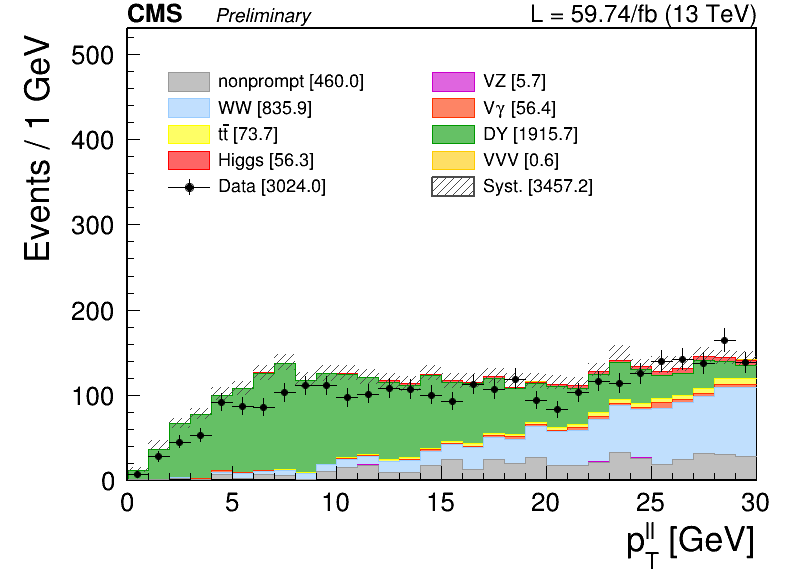 CMS Preliminary L = 59.74/fb (13 TeV)
Events / 1 GeV
500
400
300
200
100
0
nonprompt [460.0]
WW [835.9]
tt̄ [73.7]
Higgs [56.3]
Data [3024.0]
VZ [5.7]
Vγ [56.4]
DY [1915.7]
VVV [0.6]
Syst. [3457.2]
0 5 10 15 20 25 30
p_T^ll [GeV]